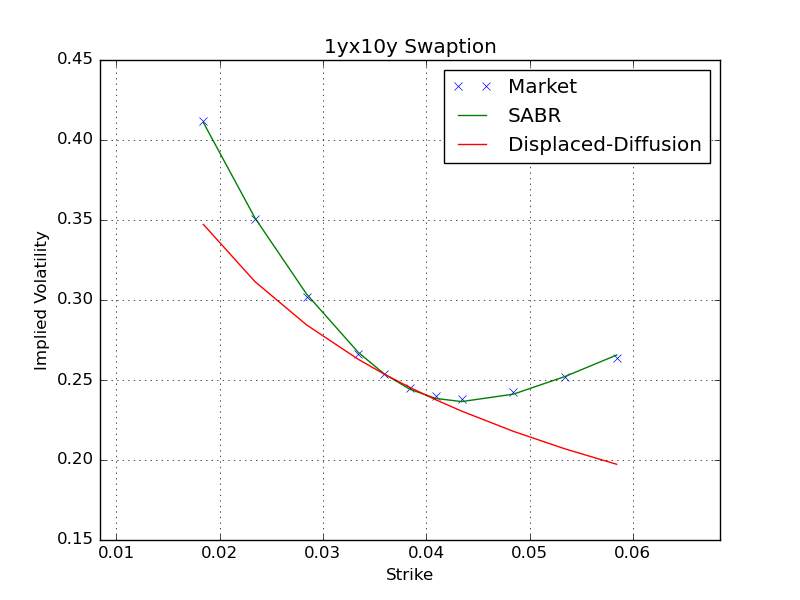 1yx10y Swaption
Market
SABR
Displaced-Diffusion
Implied Volatility
0.45
0.40
0.35
0.30
0.25
0.20
0.15
0.01 0.02 0.03 0.04 0.05 0.06
Strike